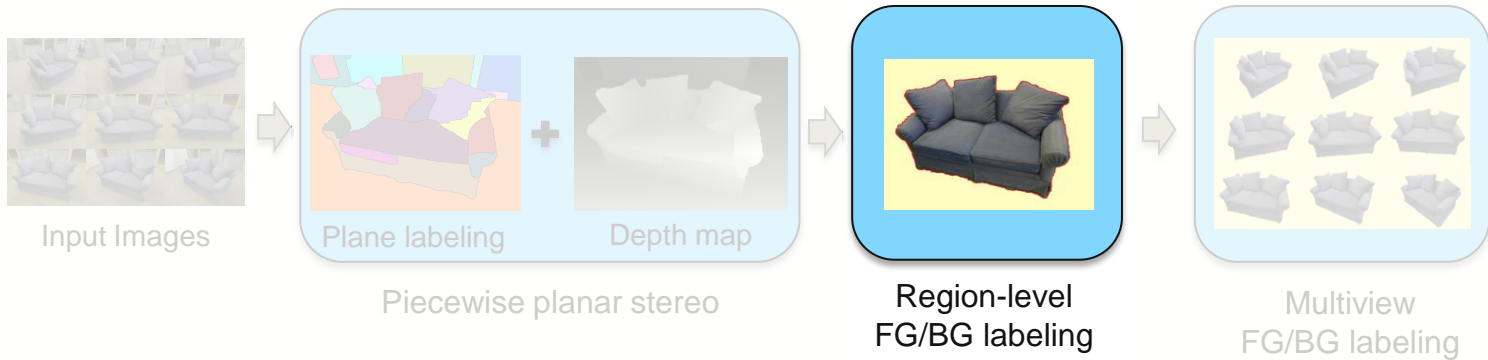 Input Images
Plane labeling
Depth map
Piecewise planar stereo
Region-level
FG/BG labeling
Multiview
FG/BG labeling